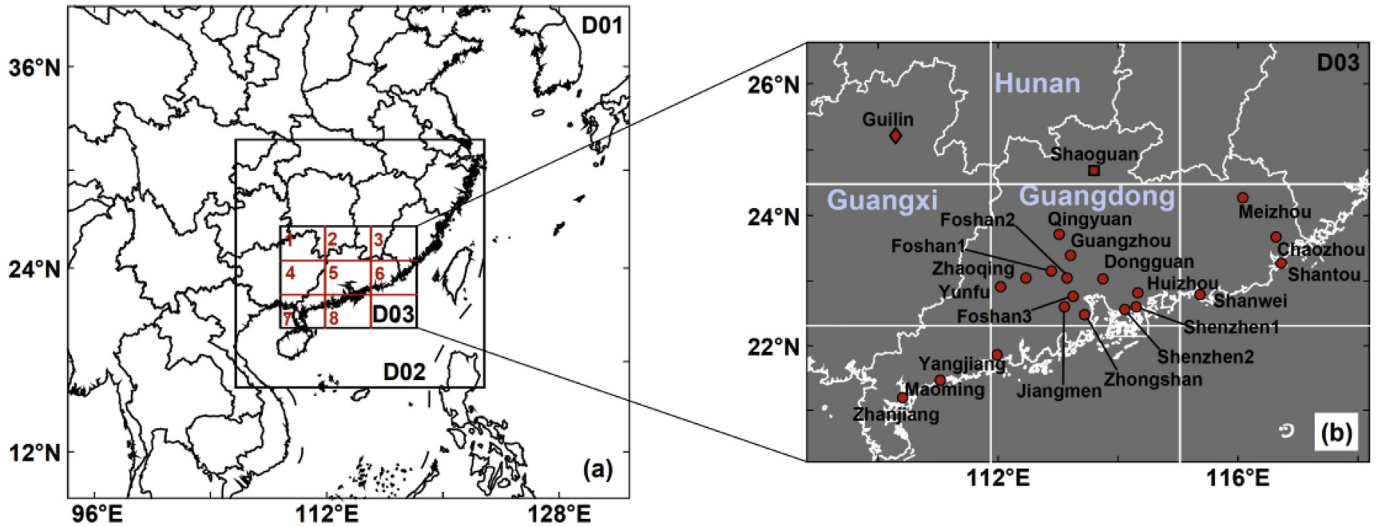 D01
36°N
24°N
12°N
1 2 3
4 5 6
7 8 D03
D02
(a)
96°E 112°E 128°E
D03
26°N
24°N
22°N
Hunan
Guilin
Shaoguan
Guangxi
Guangdong
Meizhou
Foshan2
Qingyuan
Foshan1
Guangzhou
Chaozhou
Zhaoqing
Dongguan
Shantou
Yunfu
Huizhou
Shanwei
Foshan3
Shenzhen1
Yangjiang
Shenzhen2
Maoming
Jiangmen
Zhongshan
Zhanjiang
(b)
112°E 116°E